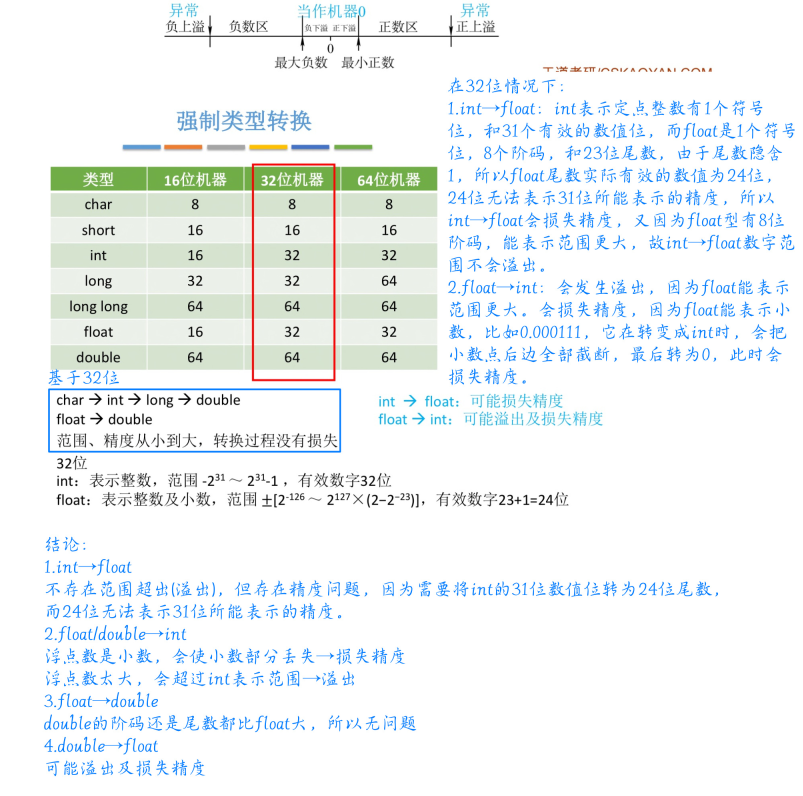 异常 当作机器0 异常
负上溢 负数区 负下溢 正下溢 正数区 正上溢
0
最大负数 最小正数
强制类型转换
类型 16位机器 32位机器 64位机器
char 8 8 8
short 16 16 16
int 16 32 32
long 32 32 64
long long 64 64 64
float 16 32 32
double 64 64 64
基于32位
char → int → long → double
float → double
范围、精度从小到大，转换过程没有损失
int → float：可能损失精度
float → int：可能溢出及损失精度
32位
int：表示整数，范围 -2³¹ ～ 2³¹-1 ，有效数字32位
float：表示整数及小数，范围 ±[2⁻¹²⁶ ～ 2¹²⁷×(2−2⁻²³)]，有效数字23+1=24位
在32位情况下：
1.int→float：int表示定点整数有1个符号
位，和31个有效的数值位，而float是1个符号
位，8个阶码，和23位尾数，由于尾数隐含
1，所以float尾数实际有效的数值为24位，
24位无法表示31位所能表示的精度，所以
int→float会损失精度，又因为float型有8位
阶码，能表示范围更大，故int→float数字范
围不会溢出。
2.float→int：会发生溢出，因为float能表示
范围更大。会损失精度，因为float能表示小
数，比如0.000111，它在转变成int时，会把
小数点后边全部截断，最后转为0，此时会
损失精度。
结论：
1.int→float
不存在范围超出(溢出)，但存在精度问题，因为需要将int的31位数值位转为24位尾数，
而24位无法表示31位所能表示的精度。
2.float/double→int
浮点数是小数，会使小数部分丢失→损失精度
浮点数太大，会超过int表示范围→溢出
3.float→double
double的阶码还是尾数都比float大，所以无问题
4.double→float
可能溢出及损失精度